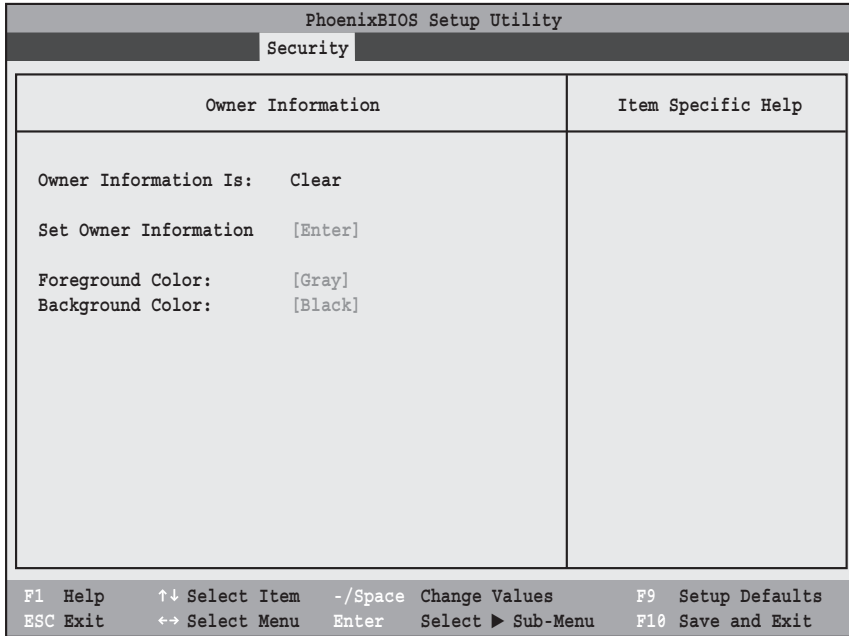 PhoenixBIOS Setup Utility
Security
Owner Information
Item Specific Help
Owner Information Is: Clear
Set Owner Information [Enter]
Foreground Color: [Gray]
Background Color: [Black]
F1 Help ↑↓ Select Item -/Space Change Values F9 Setup Defaults
ESC Exit ←→ Select Menu Enter Select ▶ Sub-Menu F10 Save and Exit